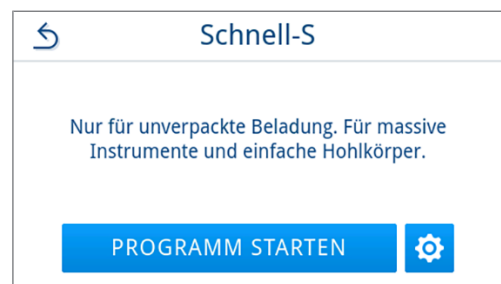 Schnell-S
Nur für unverpackte Beladung. Für massive
Instrumente und einfache Hohlkörper.
PROGRAMM STARTEN